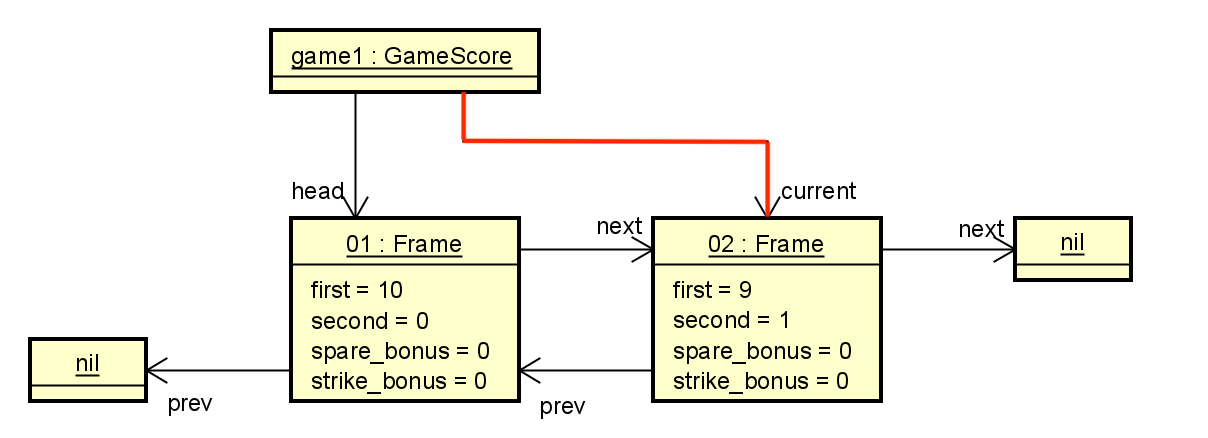 game1 : GameScore
head
current
01 : Frame
first = 10
second = 0
spare_bonus = 0
strike_bonus = 0
next
02 : Frame
first = 9
second = 1
spare_bonus = 0
strike_bonus = 0
next
nil
nil
prev
prev